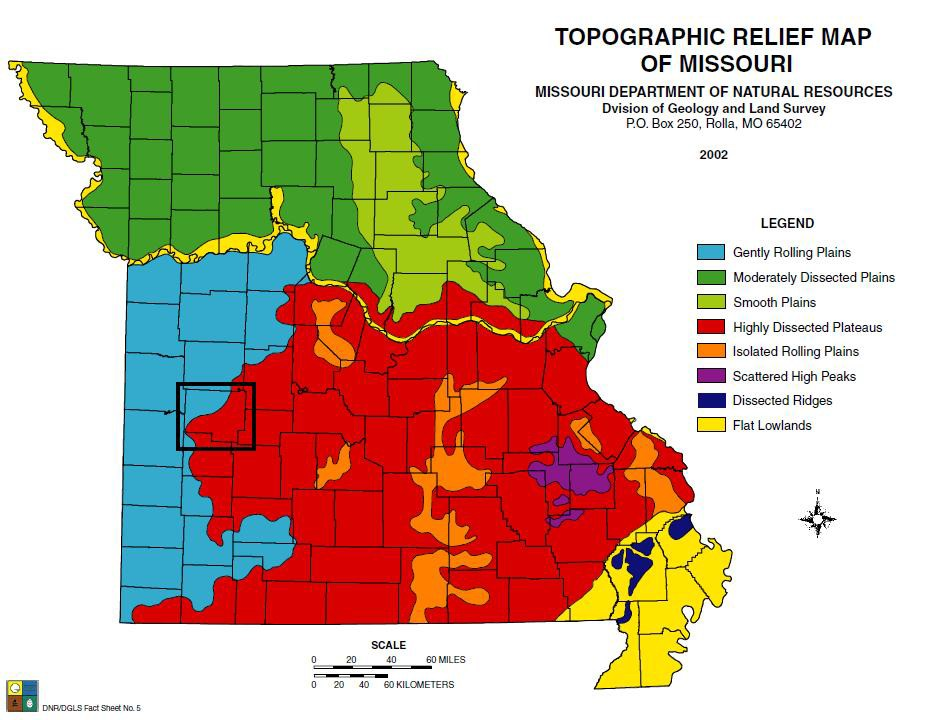 TOPOGRAPHIC RELIEF MAP
OF MISSOURI
MISSOURI DEPARTMENT OF NATURAL RESOURCES
Division of Geology and Land Survey
P.O. Box 250, Rolla, MO 65402
2002
LEGEND
Gently Rolling Plains
Moderately Dissected Plains
Smooth Plains
Highly Dissected Plateaus
Isolated Rolling Plains
Scattered High Peaks
Dissected Ridges
Flat Lowlands
N
SCALE
0 20 40 60 MILES
0 20 40 60 KILOMETERS
DNR/DGLS Fact Sheet No. 5